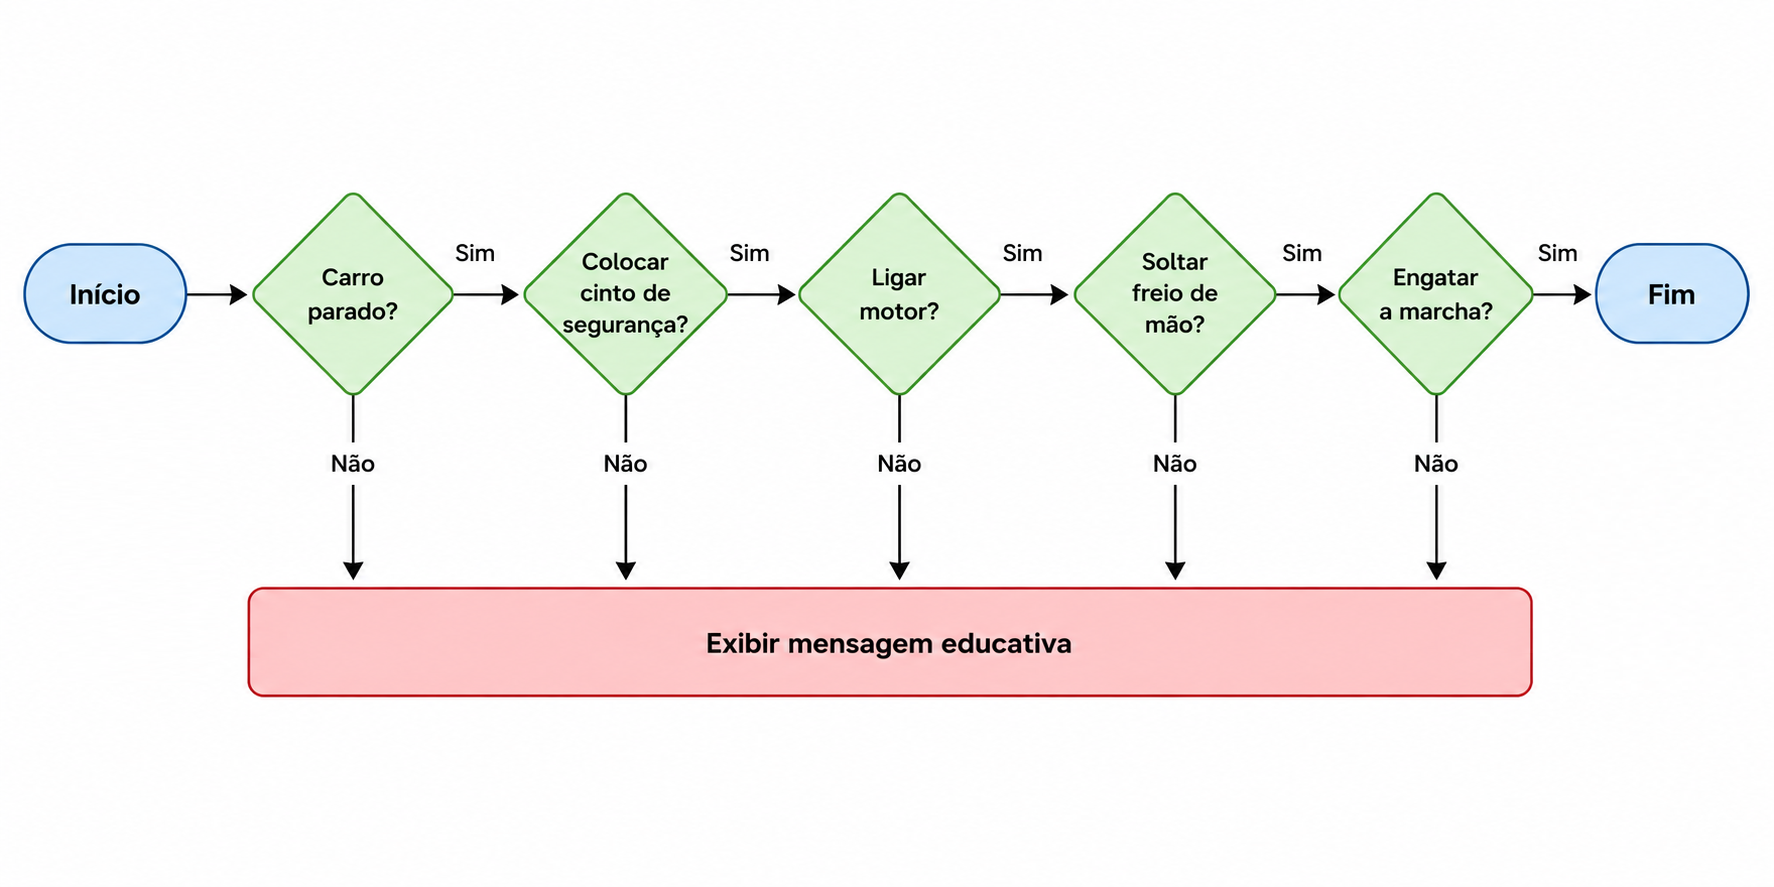 Início
Carro
parado?
Sim
Colocar
cinto de
segurança?
Sim
Ligar
motor?
Sim
Soltar
freio de
mão?
Sim
Engatar
a marcha?
Sim
Fim
Não
Não
Não
Não
Não
Exibir mensagem educativa